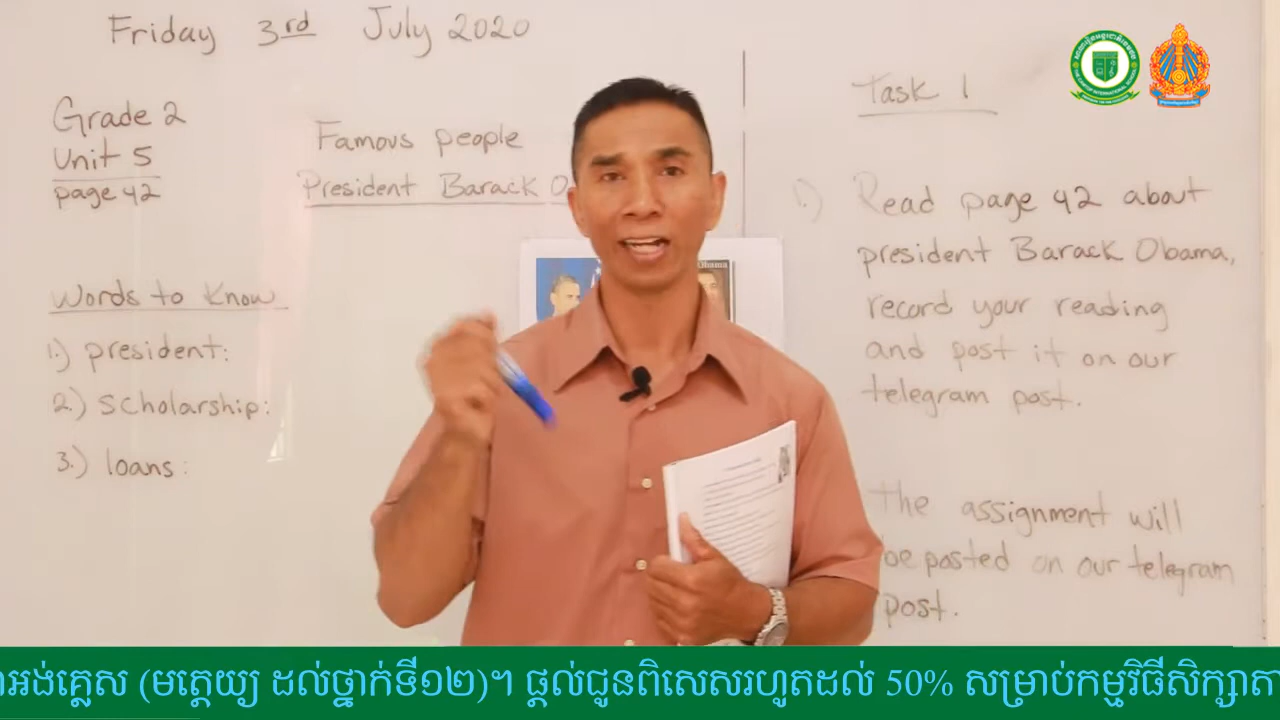 Friday 3rd July 2020
Grade 2
Unit 5
page 42
Famous people
President Barack O
Words to Know
1.) president:
2.) scholarship:
3.) loans:
Obama
Task 1
1.) Read page 42 about
president Barack Obama,
record your reading
and post it on our
telegram post.
The assignment will
be posted on our telegram
post.
អង់គ្លេស (មត្តេយ្យ ដល់ថ្នាក់ទី១២)។ ផ្តល់ជូនពិសេសរហូតដល់ 50% សម្រាប់កម្មវិធីសិក្សាតា